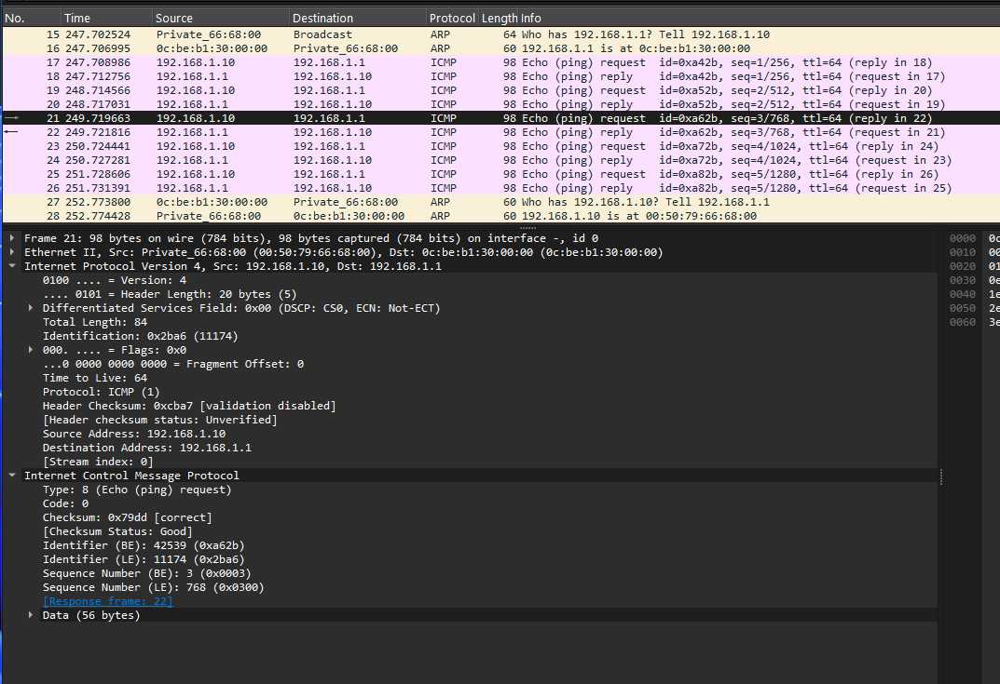 No. Time Source Destination Protocol Length Info
15 247.702524 Private_66:68:00 Broadcast ARP 64 Who has 192.168.1.1? Tell 192.168.1.10
16 247.706995 0c:be:b1:30:00:00 Private_66:68:00 ARP 60 192.168.1.1 is at 0c:be:b1:30:00:00
17 247.708986 192.168.1.10 192.168.1.1 ICMP 98 Echo (ping) request id=0xa42b, seq=1/256, ttl=64 (reply in 18)
18 247.712756 192.168.1.1 192.168.1.10 ICMP 98 Echo (ping) reply id=0xa42b, seq=1/256, ttl=64 (request in 17)
19 248.714566 192.168.1.10 192.168.1.1 ICMP 98 Echo (ping) request id=0xa52b, seq=2/512, ttl=64 (reply in 20)
20 248.717031 192.168.1.1 192.168.1.10 ICMP 98 Echo (ping) reply id=0xa52b, seq=2/512, ttl=64 (request in 19)
21 249.719663 192.168.1.10 192.168.1.1 ICMP 98 Echo (ping) request id=0xa62b, seq=3/768, ttl=64 (reply in 22)
22 249.721816 192.168.1.1 192.168.1.10 ICMP 98 Echo (ping) reply id=0xa62b, seq=3/768, ttl=64 (request in 21)
23 250.724441 192.168.1.10 192.168.1.1 ICMP 98 Echo (ping) request id=0xa72b, seq=4/1024, ttl=64 (reply in 24)
24 250.727281 192.168.1.1 192.168.1.10 ICMP 98 Echo (ping) reply id=0xa72b, seq=4/1024, ttl=64 (request in 23)
25 251.728606 192.168.1.10 192.168.1.1 ICMP 98 Echo (ping) request id=0xa82b, seq=5/1280, ttl=64 (reply in 26)
26 251.731391 192.168.1.1 192.168.1.10 ICMP 98 Echo (ping) reply id=0xa82b, seq=5/1280, ttl=64 (request in 25)
27 252.773800 0c:be:b1:30:00:00 Private_66:68:00 ARP 60 Who has 192.168.1.10? Tell 192.168.1.1
28 252.774428 Private_66:68:00 0c:be:b1:30:00:00 ARP 60 192.168.1.10 is at 00:50:79:66:68:00
Frame 21: 98 bytes on wire (784 bits), 98 bytes captured (784 bits) on interface -, id 0
Ethernet II, Src: Private_66:68:00 (00:50:79:66:68:00), Dst: 0c:be:b1:30:00:00 (0c:be:b1:30:00:00)
Internet Protocol Version 4, Src: 192.168.1.10, Dst: 192.168.1.1
0100 .... = Version: 4
.... 0101 = Header Length: 20 bytes (5)
Differentiated Services Field: 0x00 (DSCP: CS0, ECN: Not-ECT)
Total Length: 84
Identification: 0x2ba6 (11174)
000. .... = Flags: 0x0
...0 0000 0000 0000 = Fragment Offset: 0
Time to Live: 64
Protocol: ICMP (1)
Header Checksum: 0xcba7 [validation disabled]
[Header checksum status: Unverified]
Source Address: 192.168.1.10
Destination Address: 192.168.1.1
[Stream index: 0]
Internet Control Message Protocol
Type: 8 (Echo (ping) request)
Code: 0
Checksum: 0x79dd [correct]
[Checksum Status: Good]
Identifier (BE): 42539 (0xa62b)
Identifier (LE): 11174 (0x2ba6)
Sequence Number (BE): 3 (0x0003)
Sequence Number (LE): 768 (0x0300)
[Response frame: 22]
Data (56 bytes)
0000
0010
0020 01
0030
0040
0050
0060